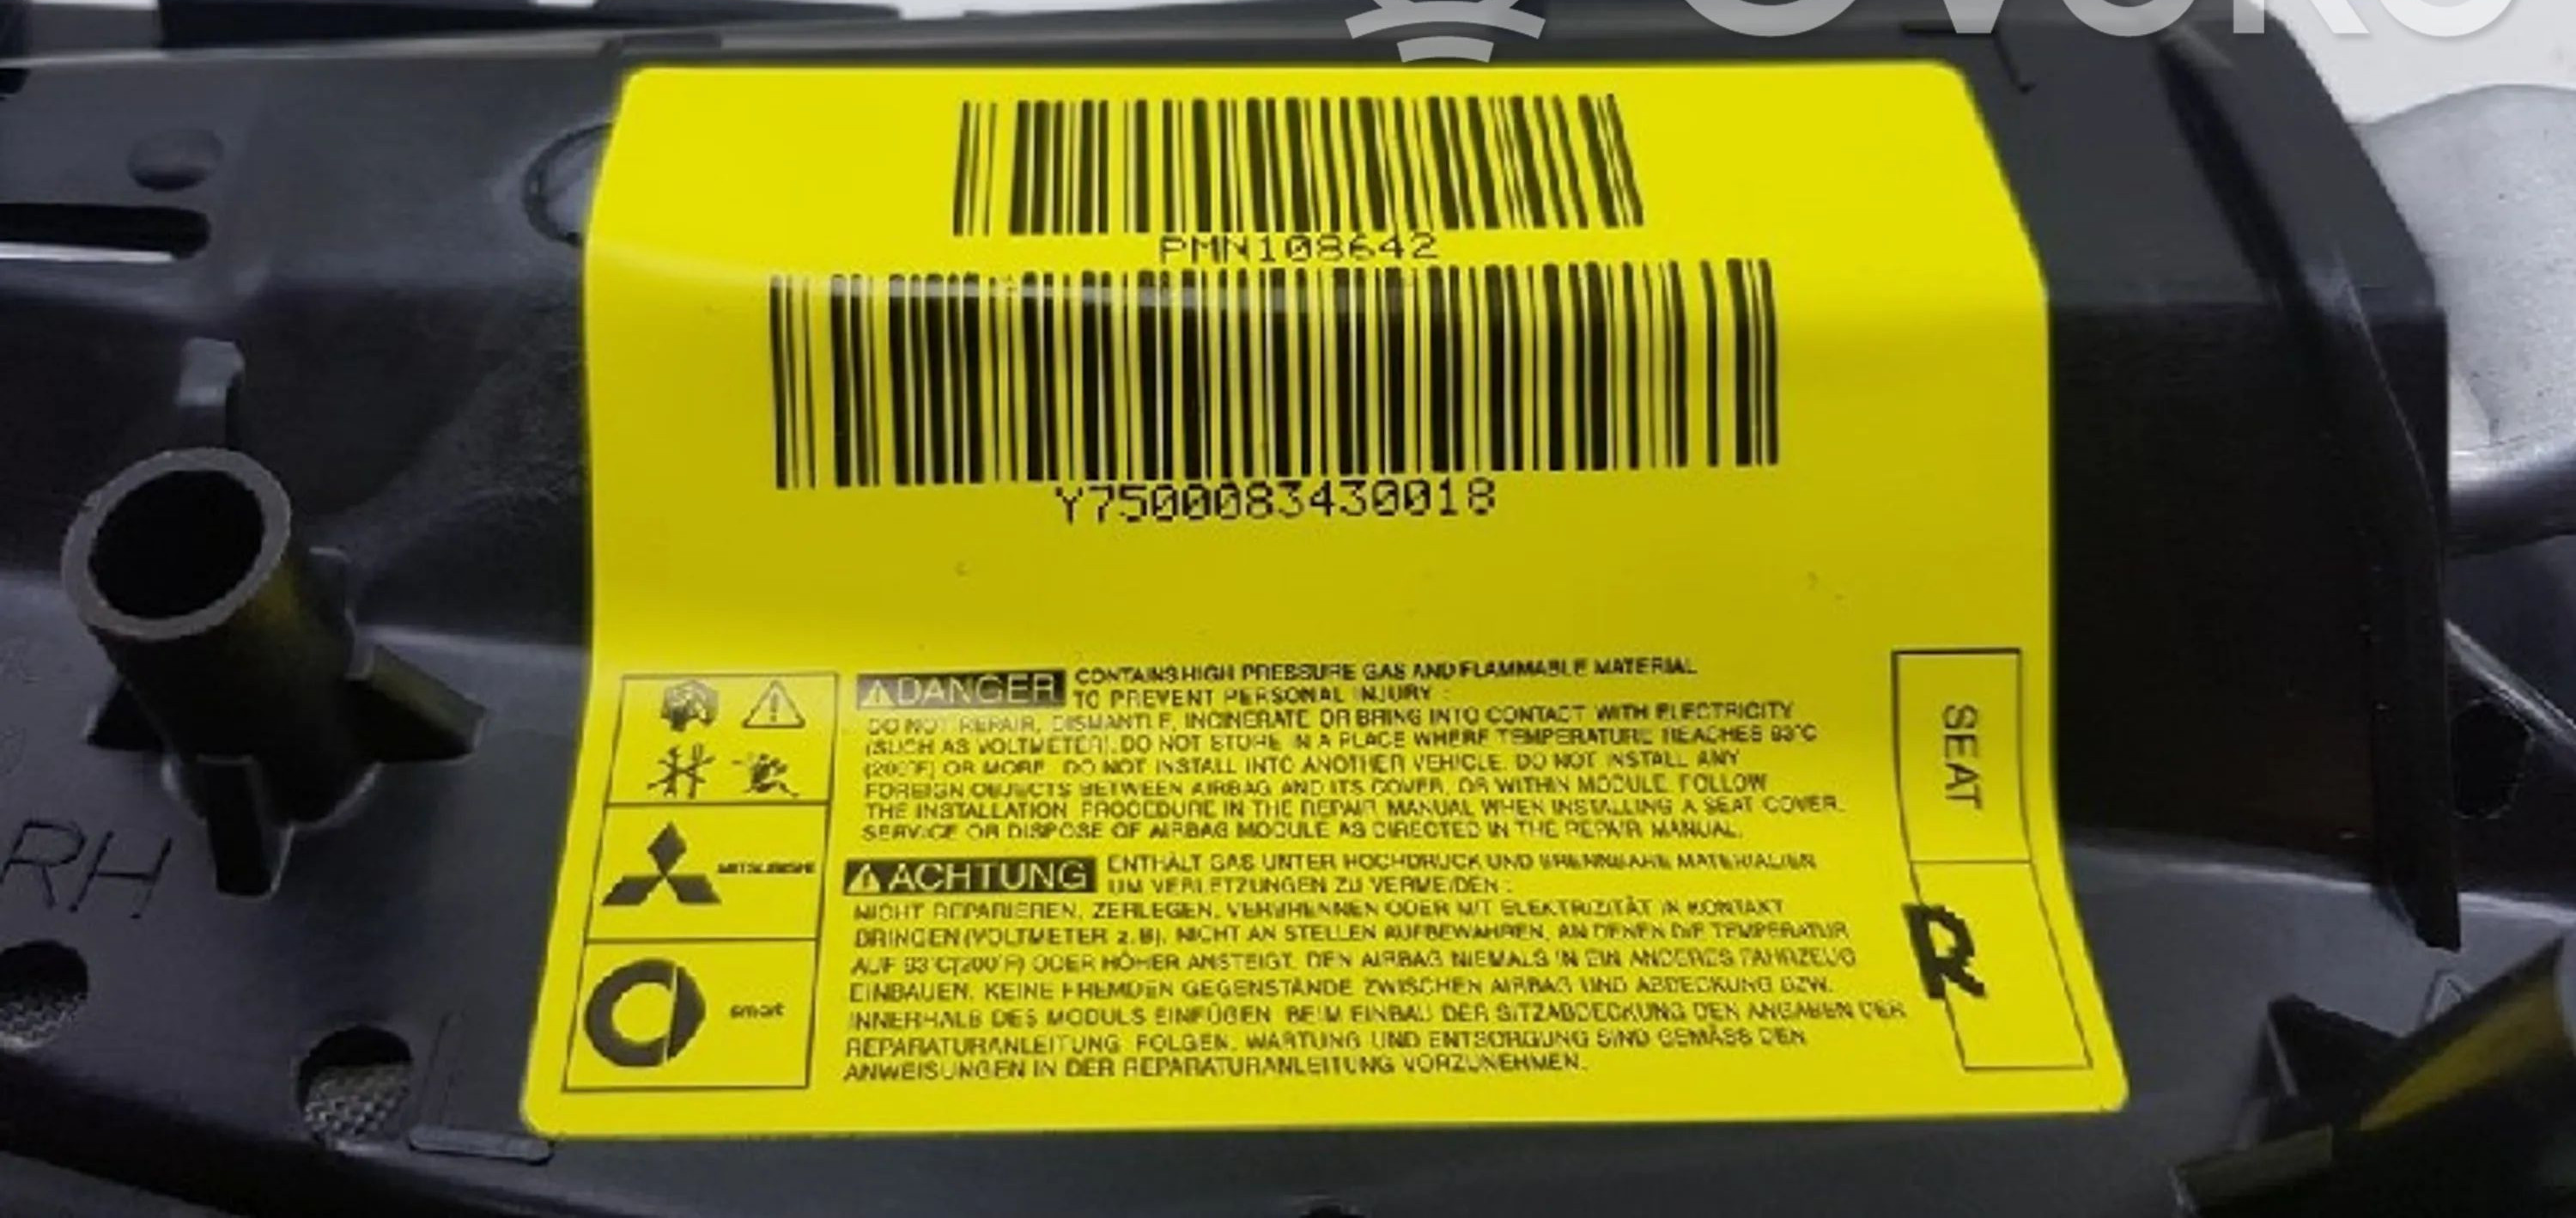 OVOKO
PMN108642
Y7500083430018
DANGER CONTAINS HIGH PRESSURE GAS AND FLAMMABLE MATERIAL
TO PREVENT PERSONAL INJURY :
DO NOT REPAIR, DISMANTLE, INCINERATE OR BRING INTO CONTACT WITH ELECTRICITY
(SUCH AS VOLTMETER). DO NOT STORE IN A PLACE WHERE TEMPERATURE REACHES 93°C
(200°F) OR MORE. DO NOT INSTALL INTO ANOTHER VEHICLE. DO NOT INSTALL ANY
FOREIGN OBJECTS BETWEEN AIRBAG AND ITS COVER, OR WITHIN MODULE. FOLLOW
THE INSTALLATION PROCEDURE IN THE REPAIR MANUAL WHEN INSTALLING A SEAT COVER.
SERVICE OR DISPOSE OF AIRBAG MODULE AS DIRECTED IN THE REPAIR MANUAL.
MITSUBISHI
smart
ACHTUNG ENTHÄLT GAS UNTER HOCHDRUCK UND BRENNBARE MATERIALIEN
UM VERLETZUNGEN ZU VERMEIDEN :
NICHT REPARIEREN, ZERLEGEN, VERBRENNEN ODER MIT ELEKTRIZITÄT IN KONTAKT
BRINGEN (VOLTMETER z.B). NICHT AN STELLEN AUFBEWAHREN, AN DENEN DIE TEMPERATUR
AUF 93°C(200°F) ODER HÖHER ANSTEIGT. DEN AIRBAG NIEMALS IN EIN ANDERES FAHRZEUG
EINBAUEN. KEINE FREMDEN GEGENSTÄNDE ZWISCHEN AIRBAG UND ABDECKUNG BZW.
INNERHALB DES MODULS EINFÜGEN. BEIM EINBAU DER SITZABDECKUNG DEN ANGABEN DER
REPARATURANLEITUNG FOLGEN. WARTUNG UND ENTSORGUNG SIND GEMÄSS DEN
ANWEISUNGEN IN DER REPARATURANLEITUNG VORZUNEHMEN.
SEAT
R
RH